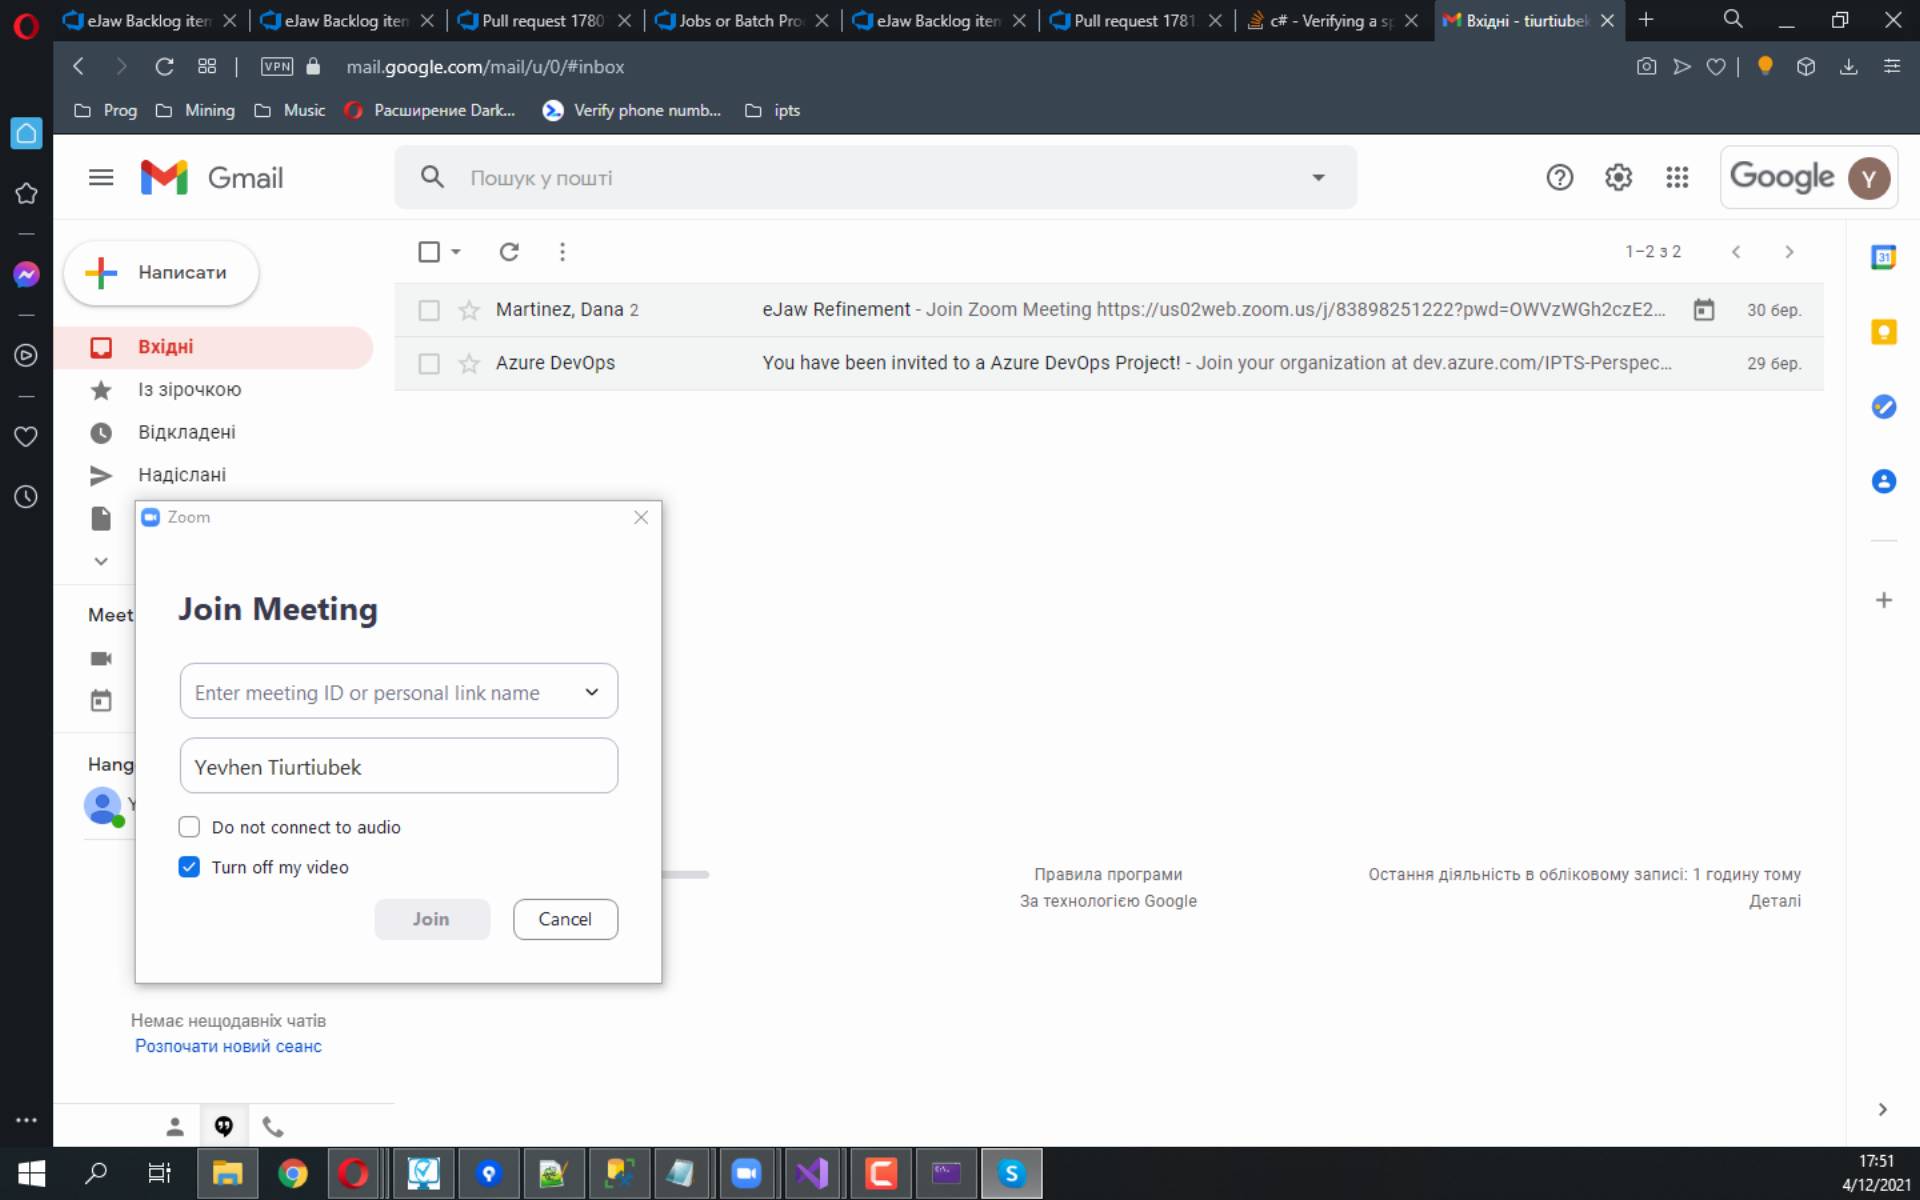 eJaw Backlog iten
eJaw Backlog iten
Pull request 1780
Jobs or Batch Pro
eJaw Backlog iten
Pull request 1781
c# - Verifying a sp
Вхідні - tiurtiubek
VPN
mail.google.com/mail/u/0/#inbox
Prog
Mining
Music
Расширение Dark...
Verify phone numb...
ipts
Gmail
Пошук у пошті
Google
Y
Написати
1–2 з 2
31
Martinez, Dana 2
eJaw Refinement - Join Zoom Meeting https://us02web.zoom.us/j/83898251222?pwd=OWVzWGh2czE2...
30 бер.
Azure DevOps
You have been invited to a Azure DevOps Project! - Join your organization at dev.azure.com/IPTS-Perspec...
29 бер.
Вхідні
Із зірочкою
Відкладені
Надіслані
Meet
Hang
Zoom
Join Meeting
Enter meeting ID or personal link name
Yevhen Tiurtiubek
Do not connect to audio
Turn off my video
Join
Cancel
Правила програми
За технологією Google
Остання діяльність в обліковому записі: 1 годину тому
Деталі
Немає нещодавніх чатів
Розпочати новий сеанс
17:51
4/12/2021